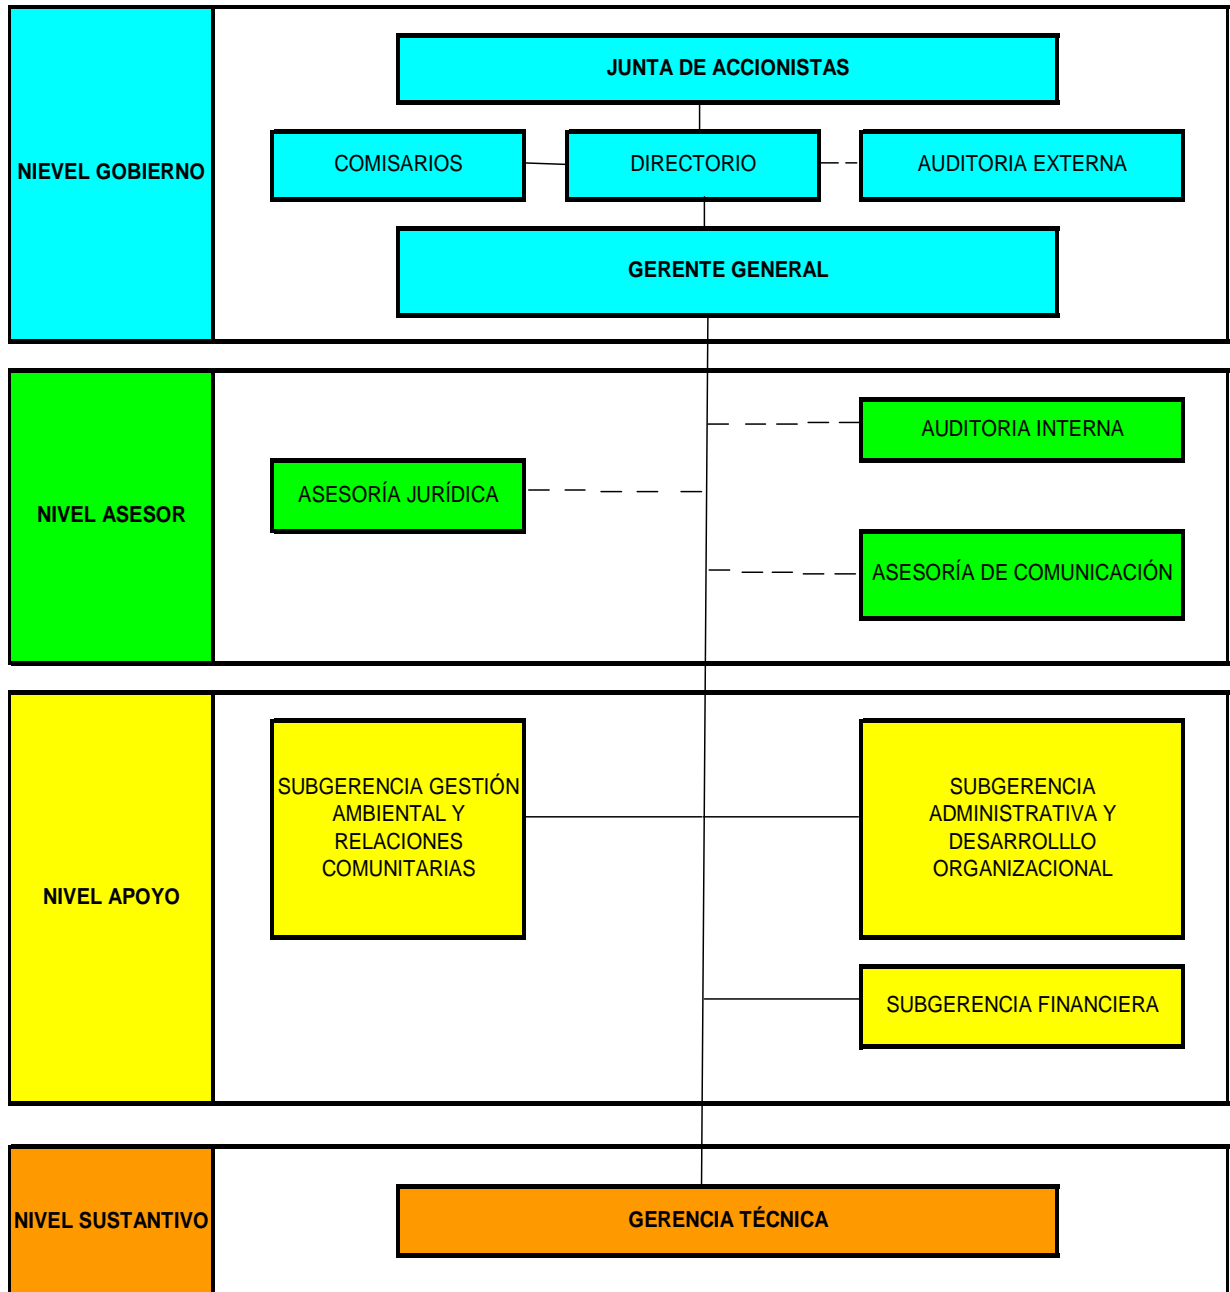 NIEVEL GOBIERNO
JUNTA DE ACCIONISTAS
COMISARIOS
DIRECTORIO
AUDITORIA EXTERNA
GERENTE GENERAL
NIVEL ASESOR
AUDITORIA INTERNA
ASESORÍA JURÍDICA
ASESORÍA DE COMUNICACIÓN
NIVEL APOYO
SUBGERENCIA GESTIÓN
AMBIENTAL Y
RELACIONES
COMUNITARIAS
SUBGERENCIA
ADMINISTRATIVA Y
DESARROLLLO
ORGANIZACIONAL
SUBGERENCIA FINANCIERA
NIVEL SUSTANTIVO
GERENCIA TÉCNICA